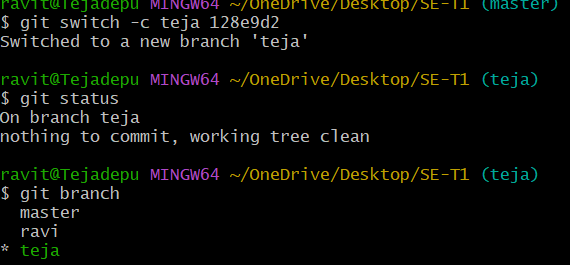 ravit@Tejadepu MINGW64 ~/OneDrive/Desktop/SE-T1 (master)
$ git switch -c teja 128e9d2
Switched to a new branch 'teja'
ravit@Tejadepu MINGW64 ~/OneDrive/Desktop/SE-T1 (teja)
$ git status
On branch teja
nothing to commit, working tree clean
ravit@Tejadepu MINGW64 ~/OneDrive/Desktop/SE-T1 (teja)
$ git branch
  master
  ravi
* teja